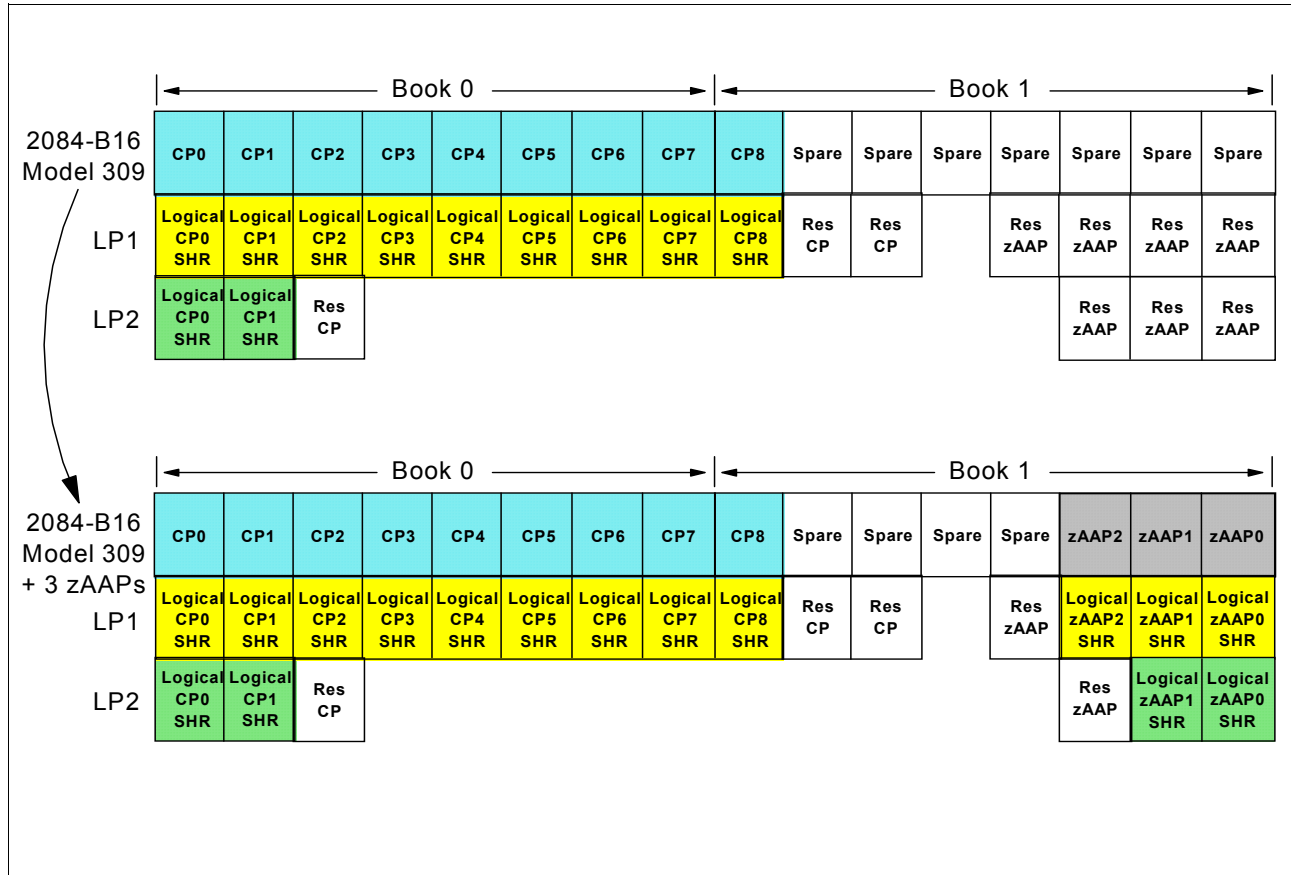 Book 0 Book 1
2084-B16
Model 309
CP0 CP1 CP2 CP3 CP4 CP5 CP6 CP7 CP8 Spare Spare Spare Spare Spare Spare Spare
LP1
Logical Logical Logical Logical Logical Logical Logical Logical Logical
CP0 CP1 CP2 CP3 CP4 CP5 CP6 CP7 CP8
SHR SHR SHR SHR SHR SHR SHR SHR SHR
Res Res Res Res Res Res
CP CP zAAP zAAP zAAP zAAP
LP2
Logical Logical
CP0 CP1
SHR SHR
Res Res Res Res
CP zAAP zAAP zAAP
Book 0 Book 1
2084-B16
Model 309
+ 3 zAAPs
CP0 CP1 CP2 CP3 CP4 CP5 CP6 CP7 CP8 Spare Spare Spare Spare zAAP2 zAAP1 zAAP0
LP1
Logical Logical Logical Logical Logical Logical Logical Logical Logical
CP0 CP1 CP2 CP3 CP4 CP5 CP6 CP7 CP8
SHR SHR SHR SHR SHR SHR SHR SHR SHR
Res Res Res
CP CP zAAP
Logical Logical Logical
zAAP2 zAAP1 zAAP0
SHR SHR SHR
LP2
Logical Logical
CP0 CP1
SHR SHR
Res Res
CP zAAP
Logical Logical
zAAP1 zAAP0
SHR SHR